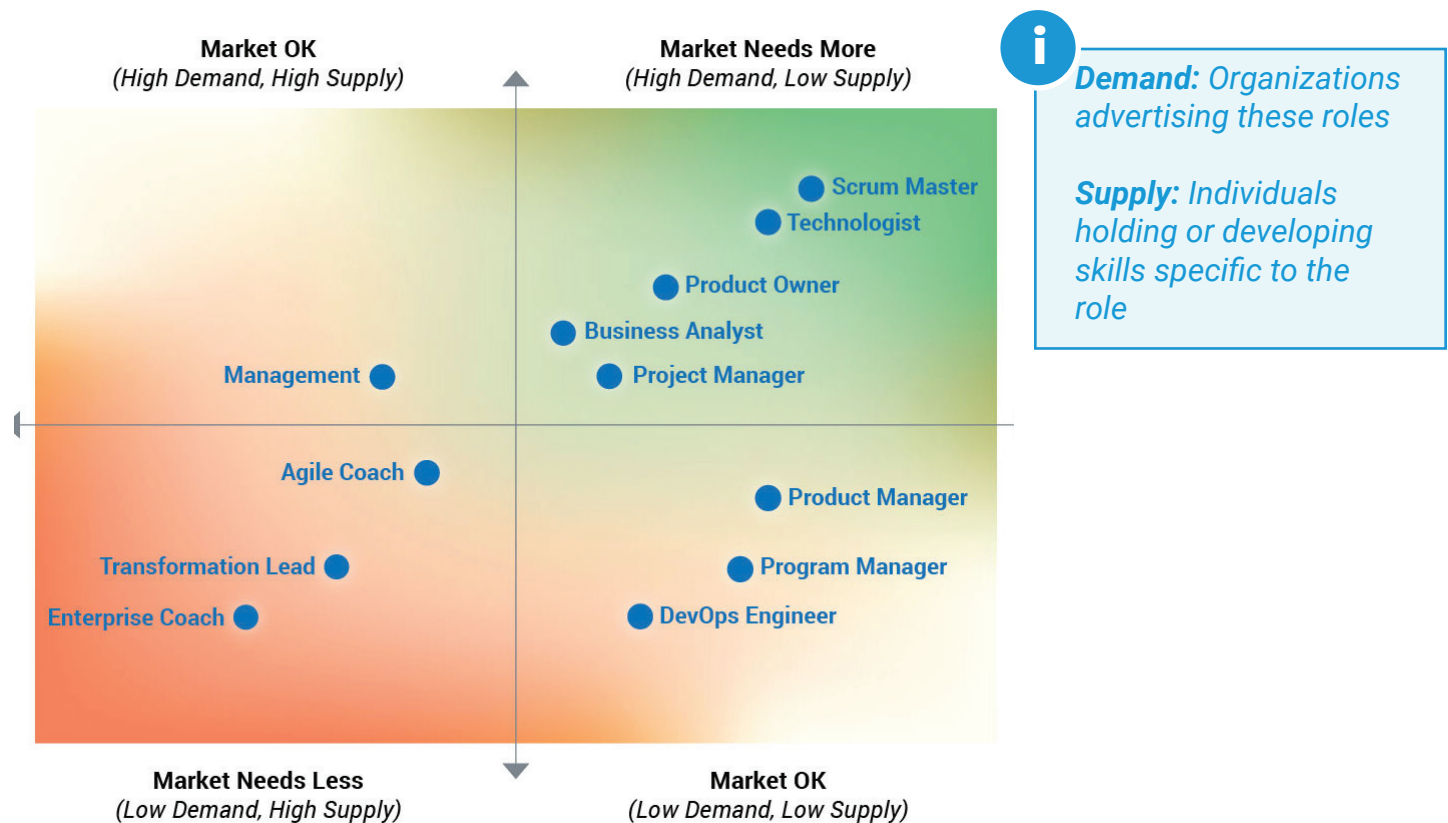 Market OK
(High Demand, High Supply)
Market Needs More
(High Demand, Low Supply)
i
Demand: Organizations
advertising these roles
Supply: Individuals
holding or developing
skills specific to the
role
Scrum Master
Technologist
Product Owner
Business Analyst
Management
Project Manager
Agile Coach
Product Manager
Transformation Lead
Program Manager
Enterprise Coach
DevOps Engineer
Market Needs Less
(Low Demand, High Supply)
Market OK
(Low Demand, Low Supply)